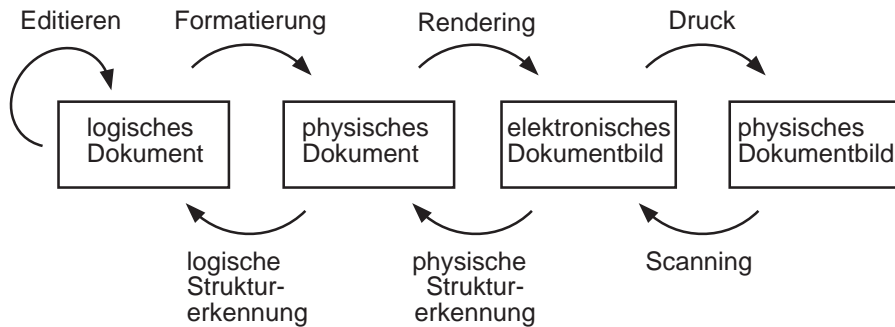 Editieren
Formatierung
Rendering
Druck
logisches
Dokument
physisches
Dokument
elektronisches
Dokumentbild
physisches
Dokumentbild
logische
Struktur-
erkennung
physische
Struktur-
erkennung
Scanning